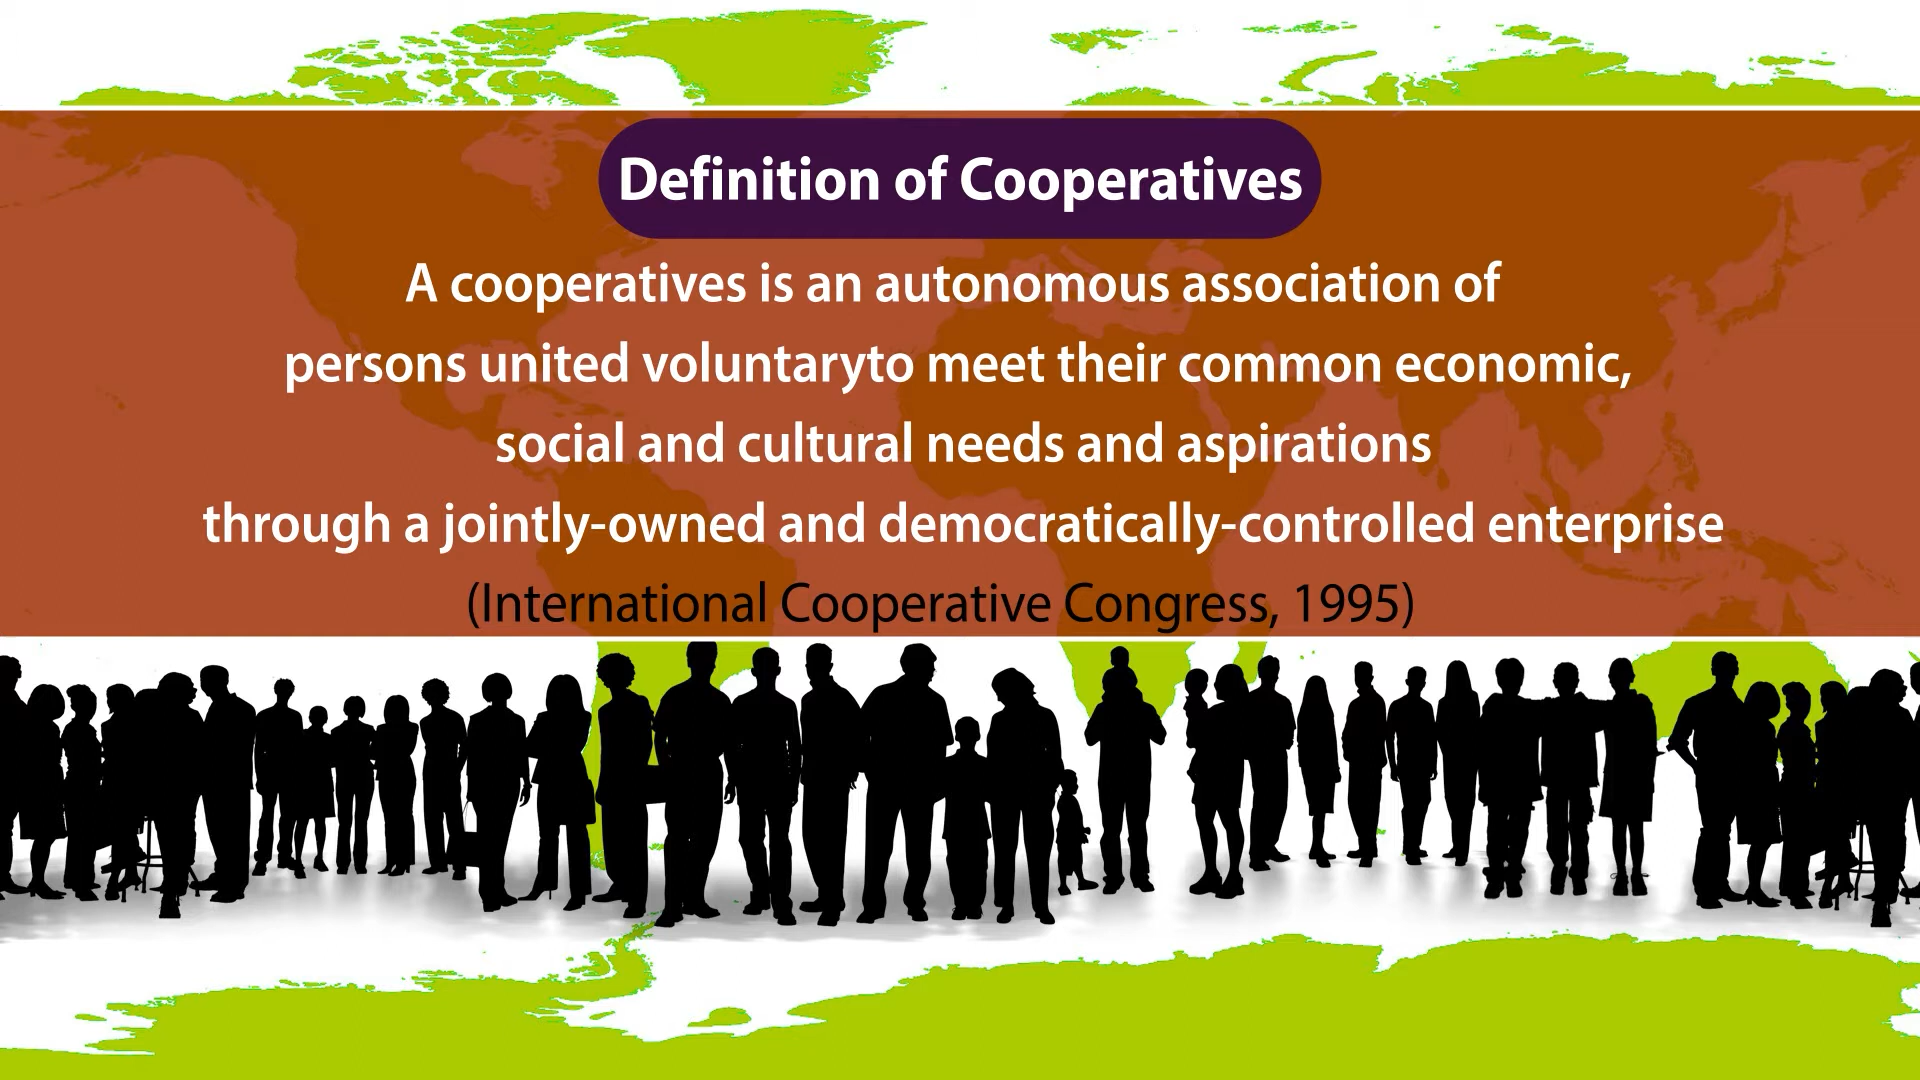 Definition of Cooperatives
A cooperatives is an autonomous association of
persons united voluntaryto meet their common economic,
social and cultural needs and aspirations
through a jointly-owned and democratically-controlled enterprise
(International Cooperative Congress, 1995)